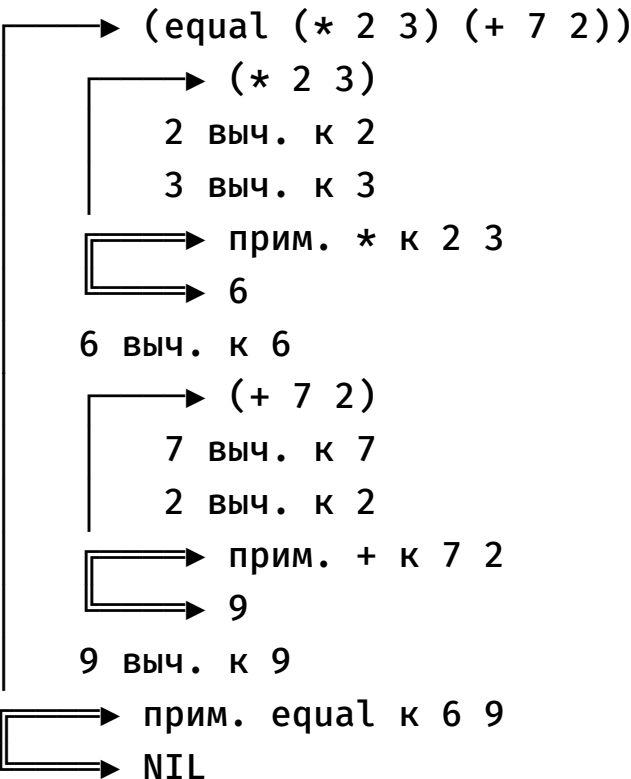 (equal (* 2 3) (+ 7 2))
(* 2 3)
2 выч. к 2
3 выч. к 3
прим. * к 2 3
6
6 выч. к 6
(+ 7 2)
7 выч. к 7
2 выч. к 2
прим. + к 7 2
9
9 выч. к 9
прим. equal к 6 9
NIL